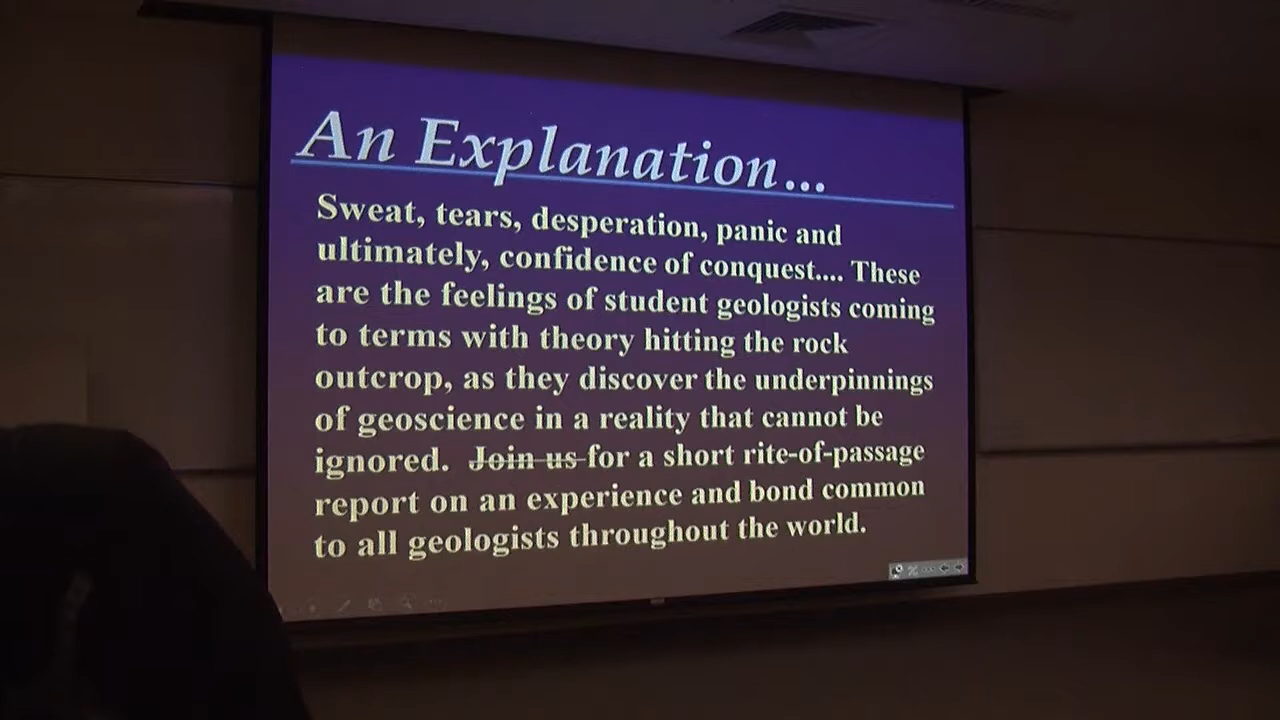 An Explanation...
Sweat, tears, desperation, panic and
ultimately, confidence of conquest.... These
are the feelings of student geologists coming
to terms with theory hitting the rock
outcrop, as they discover the underpinnings
of geoscience in a reality that cannot be
ignored. Join us for a short rite-of-passage
report on an experience and bond common
to all geologists throughout the world.